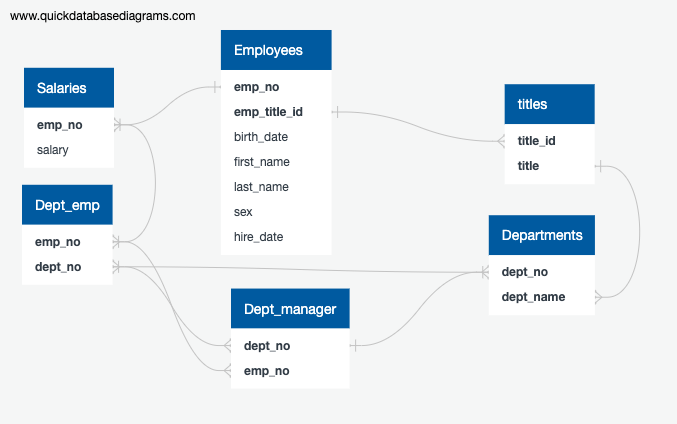 www.quickdatabasediagrams.com
Employees
emp_no
emp_title_id
birth_date
first_name
last_name
sex
hire_date
Salaries
emp_no
salary
titles
title_id
title
Dept_emp
emp_no
dept_no
Departments
dept_no
dept_name
Dept_manager
dept_no
emp_no